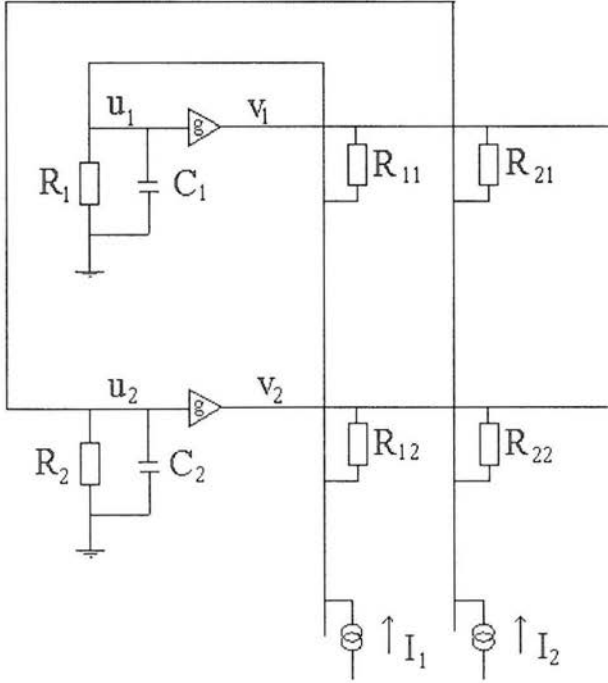 u₁ g v₁
R₁ C₁ R₁₁ R₂₁
u₂ g v₂
R₂ C₂ R₁₂ R₂₂
I₁ I₂